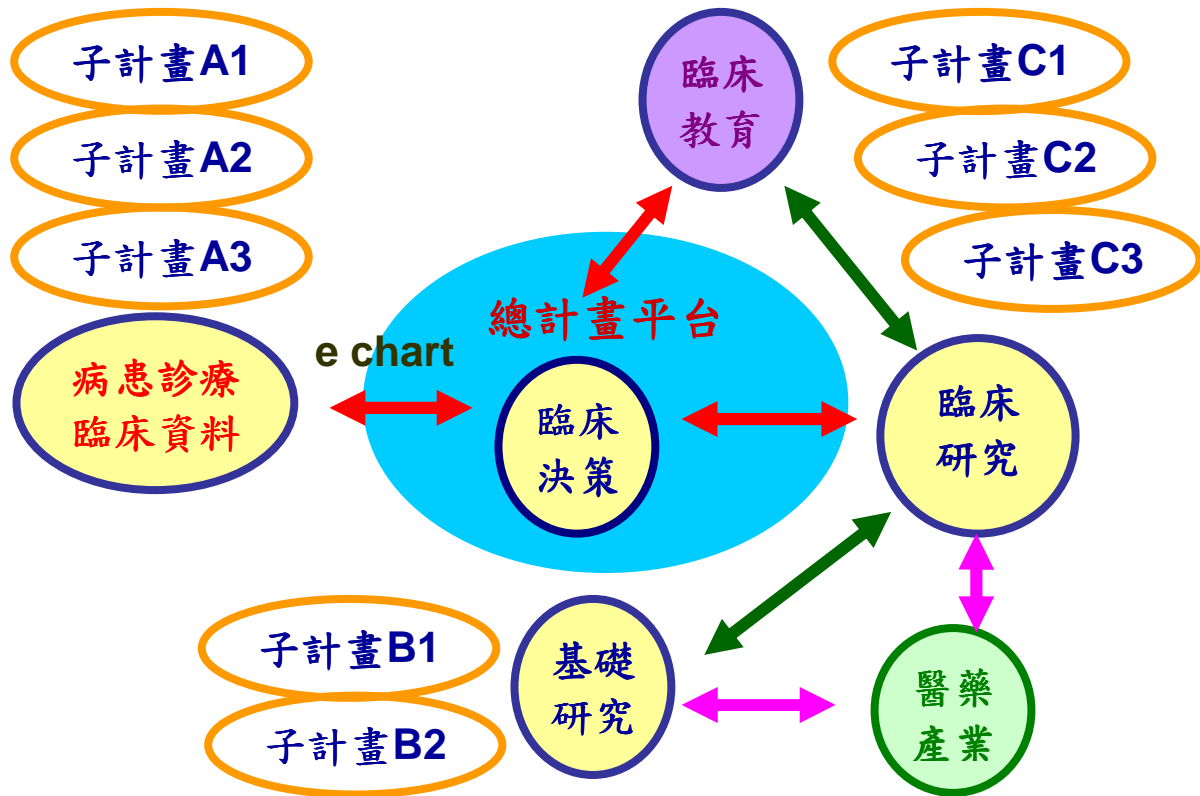 子計畫A1
子計畫A2
子計畫A3
病患診療
臨床資料
e chart
總計畫平台
臨床
決策
臨床
教育
子計畫C1
子計畫C2
子計畫C3
臨床
研究
子計畫B1
子計畫B2
基礎
研究
醫藥
產業